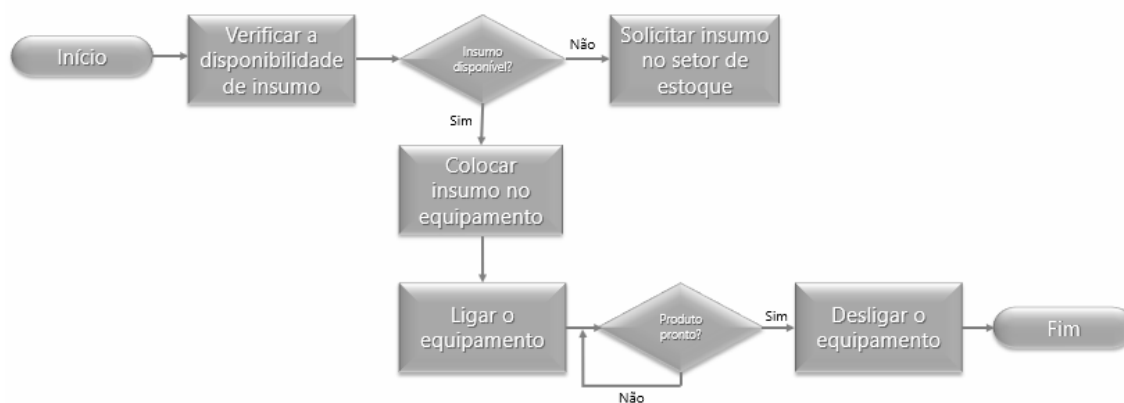 Início
Verificar a
disponibilidade
de insumo
Insumo
disponível?
Não
Solicitar insumo
no setor de
estoque
Sim
Colocar
insumo no
equipamento
Ligar o
equipamento
Produto
pronto?
Sim
Não
Desligar o
equipamento
Fim